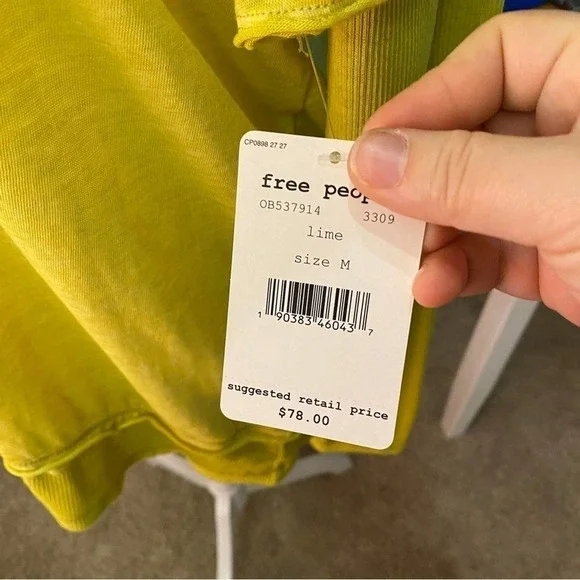 CP0898 27 27
free peop
OB537914 3309
lime
size M
1 90383 46043 7
suggested retail price
$78.00